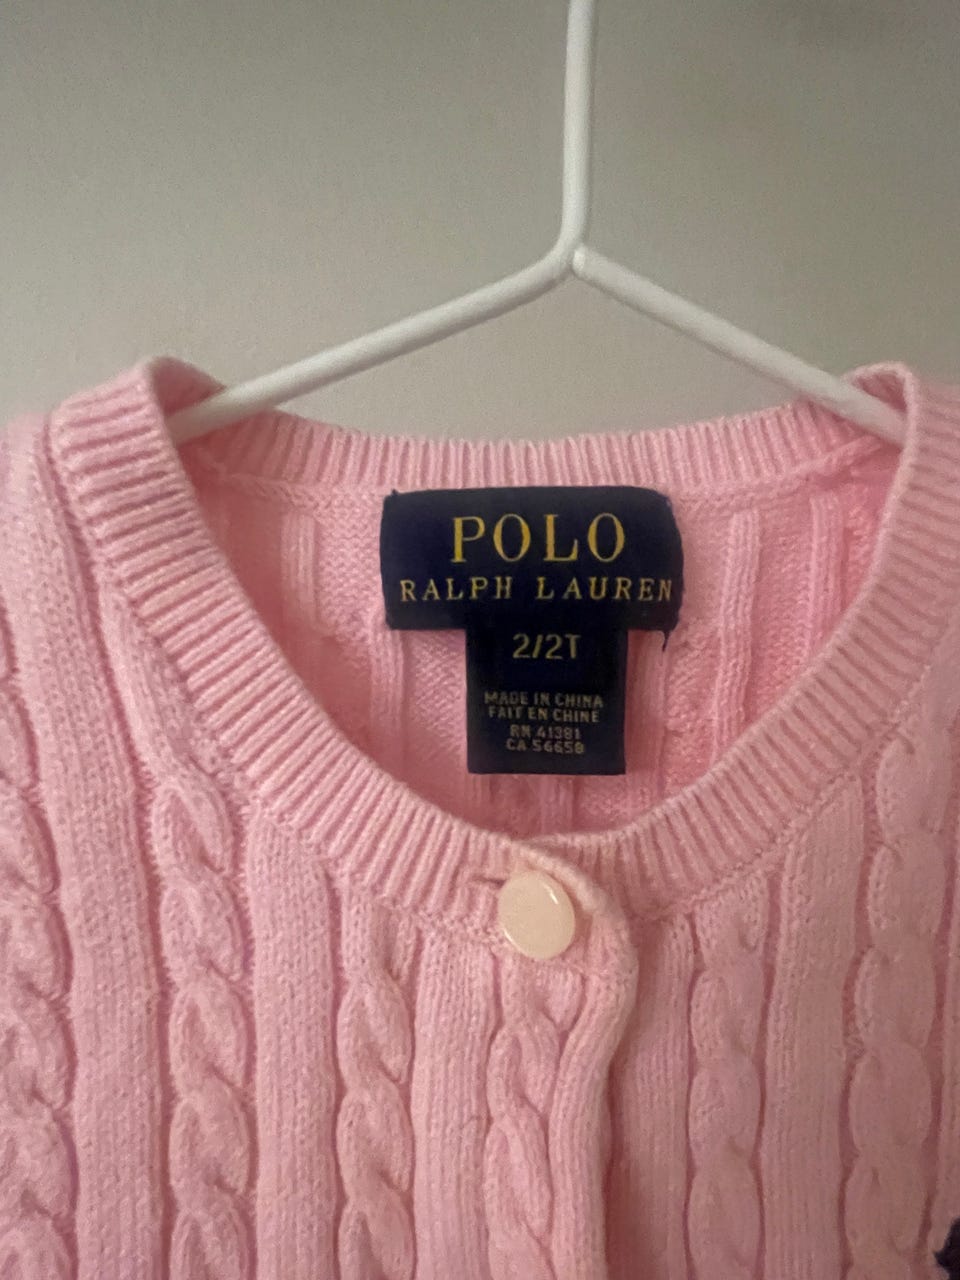 POLO
RALPH LAUREN
2/2T
MADE IN CHINA
FAIT EN CHINE
RN 41381
CA 56658